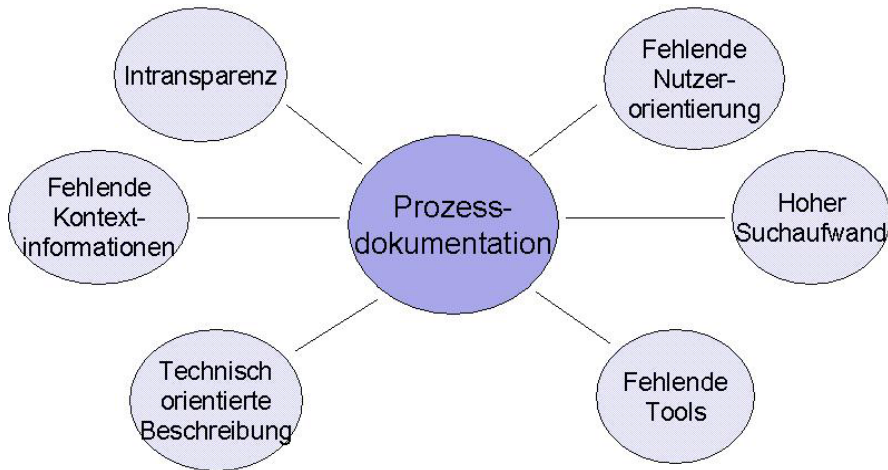 Intransparenz
Fehlende
Nutzer-
orientierung
Fehlende
Kontext-
informationen
Prozess-
dokumentation
Hoher
Suchaufwand
Technisch
orientierte
Beschreibung
Fehlende
Tools